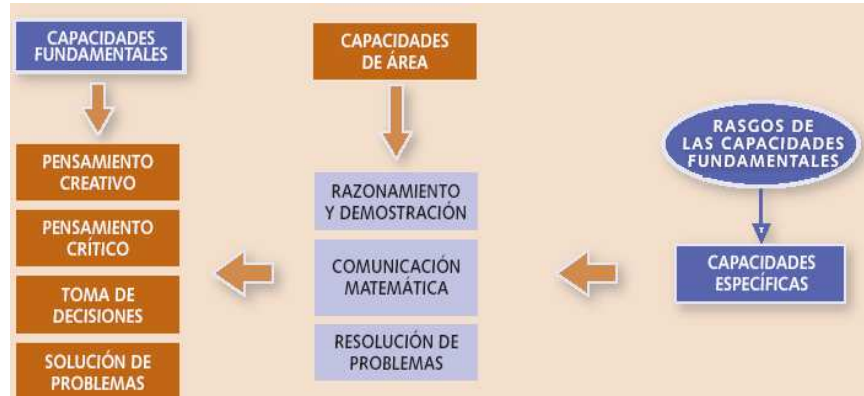 CAPACIDADES
FUNDAMENTALES
PENSAMIENTO
CREATIVO
PENSAMIENTO
CRÍTICO
TOMA DE
DECISIONES
SOLUCIÓN DE
PROBLEMAS
CAPACIDADES
DE ÁREA
RAZONAMIENTO
Y DEMOSTRACIÓN
COMUNICACIÓN
MATEMÁTICA
RESOLUCIÓN DE
PROBLEMAS
RASGOS DE
LAS CAPACIDADES
FUNDAMENTALES
CAPACIDADES
ESPECÍFICAS